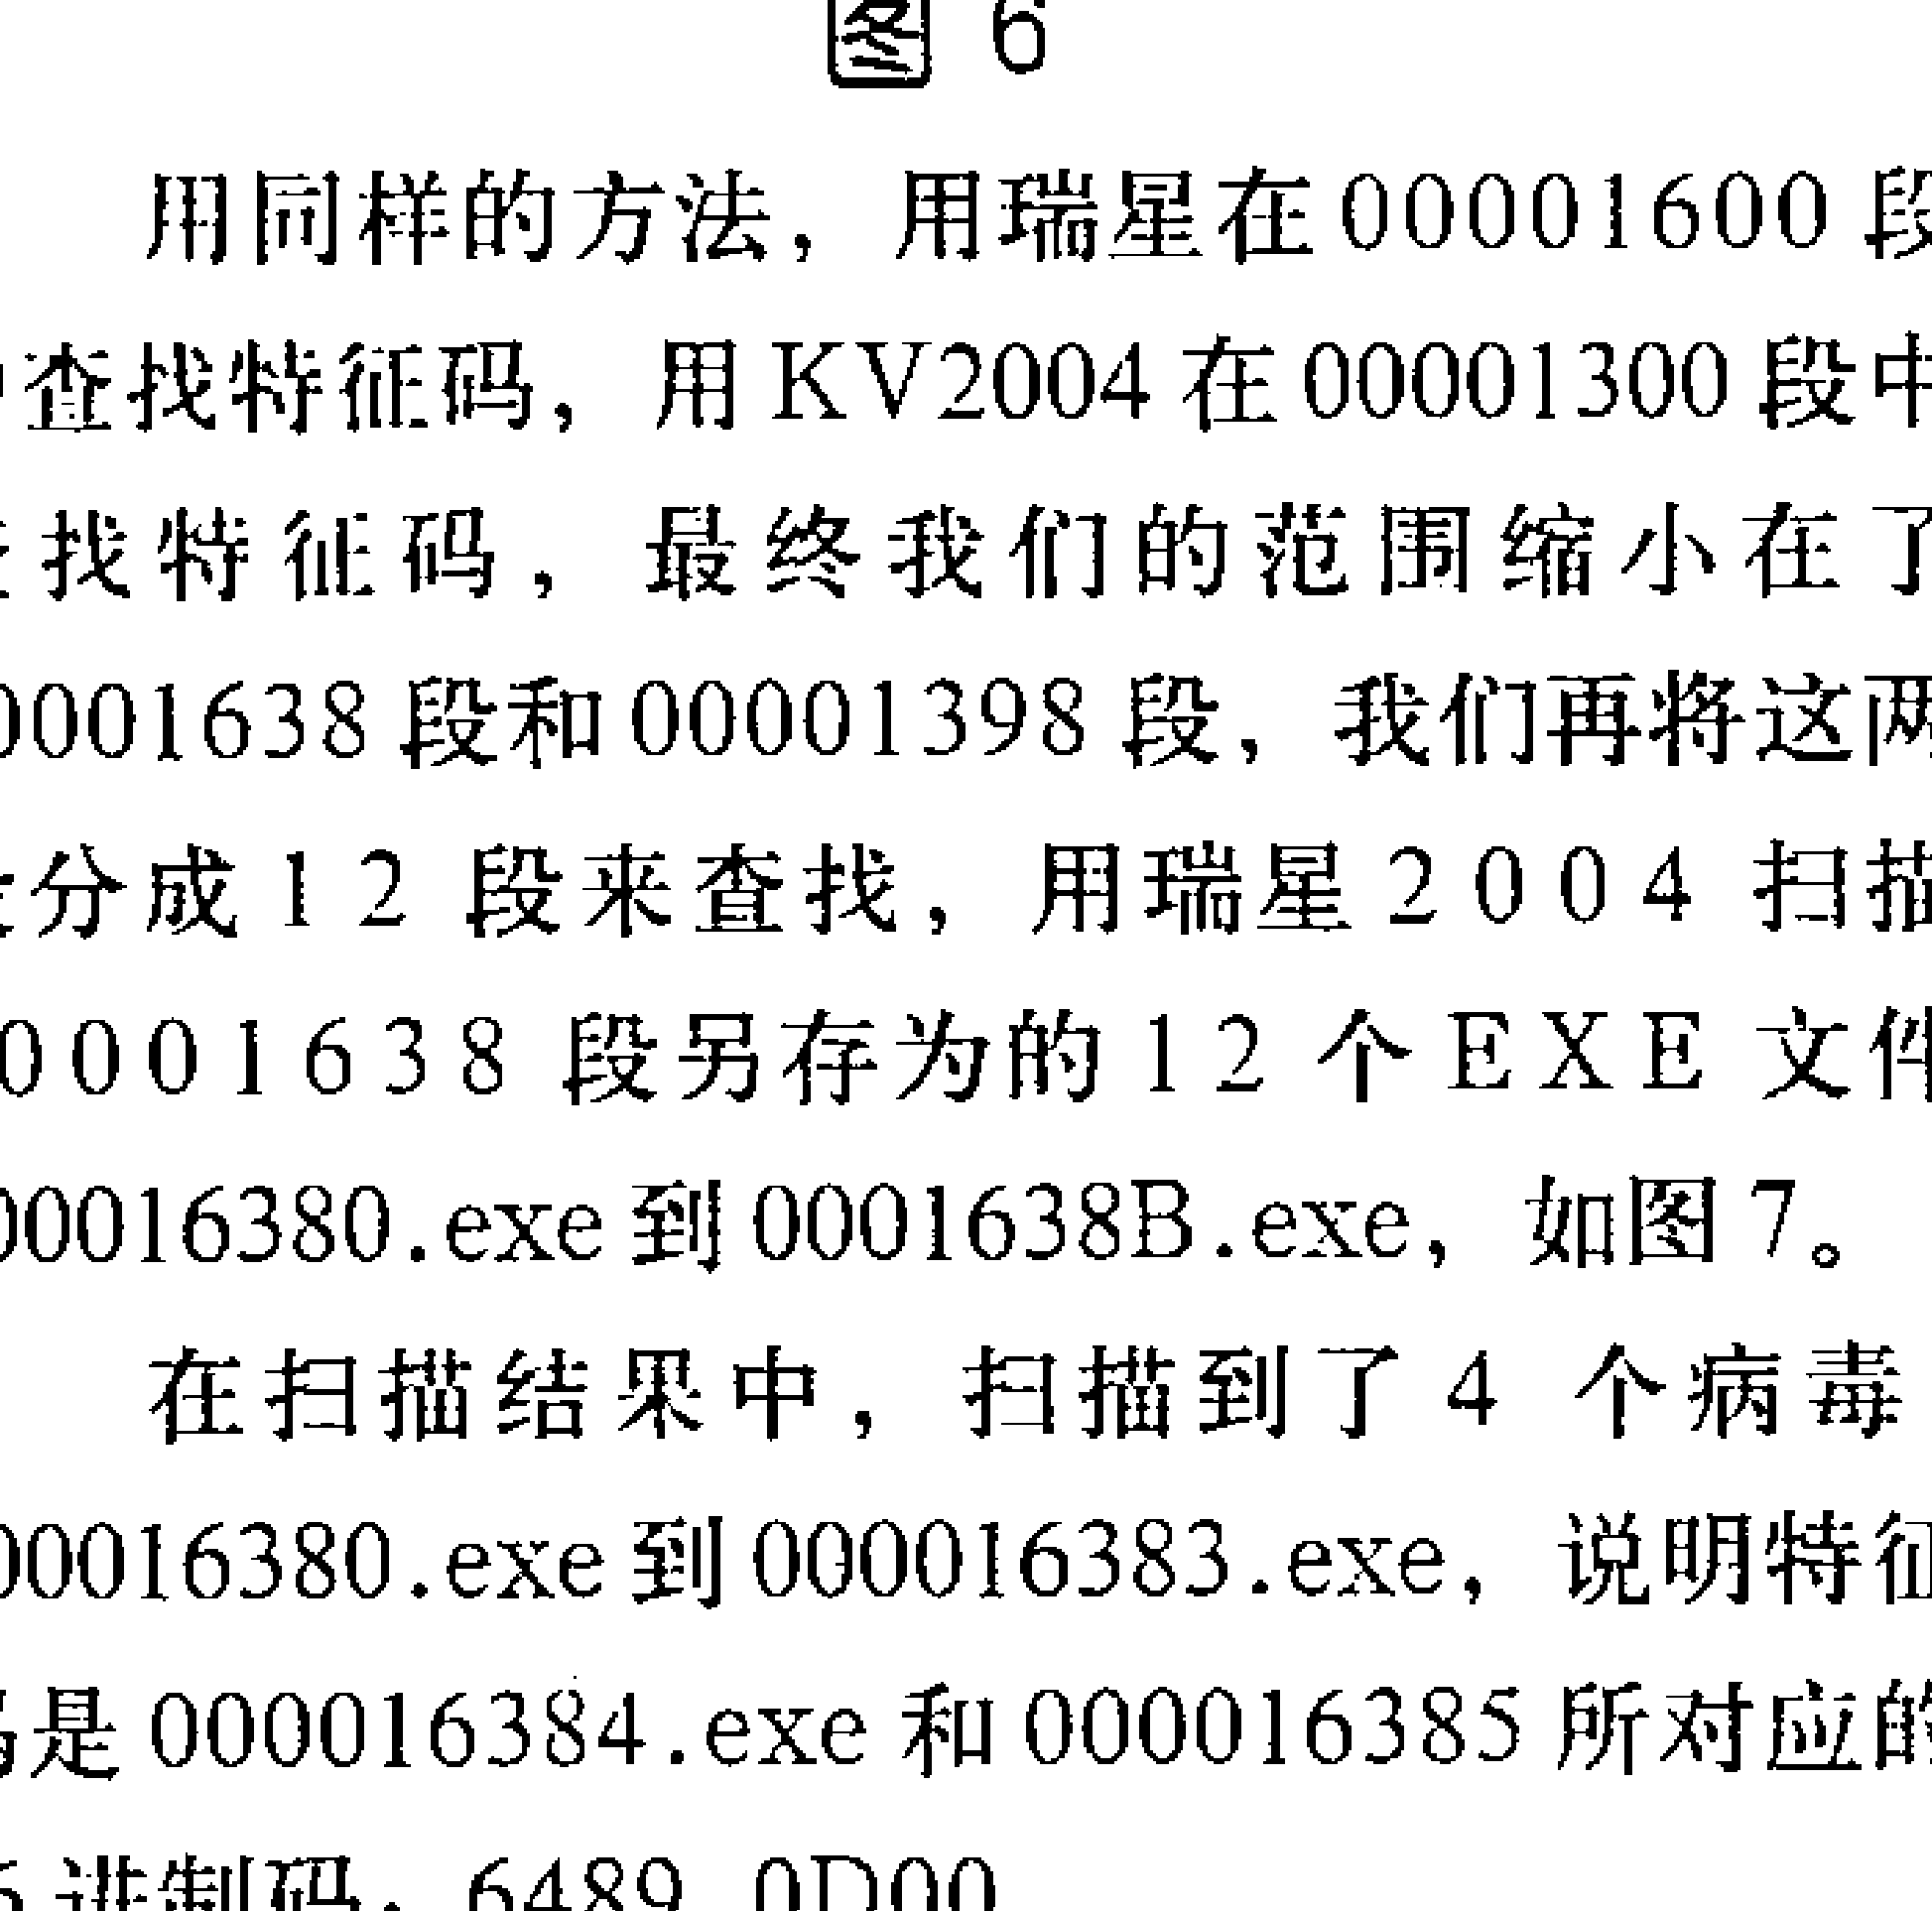 图 6
用同样的方法，用瑞星在00001600段
查找特征码，用KV2004在00001300段中
找特征码，最终我们的范围缩小在了
0001638段和00001398段，我们再将这两
分成12段来查找，用瑞星2004扫描
0001638段另存为的12个EXE文件
00016380.exe到0001638B.exe，如图7。
在扫描结果中，扫描到了4个病毒
00016380.exe到000016383.exe，说明特征
是000016384.exe和000016385所对应的
进制码：6489 0D00